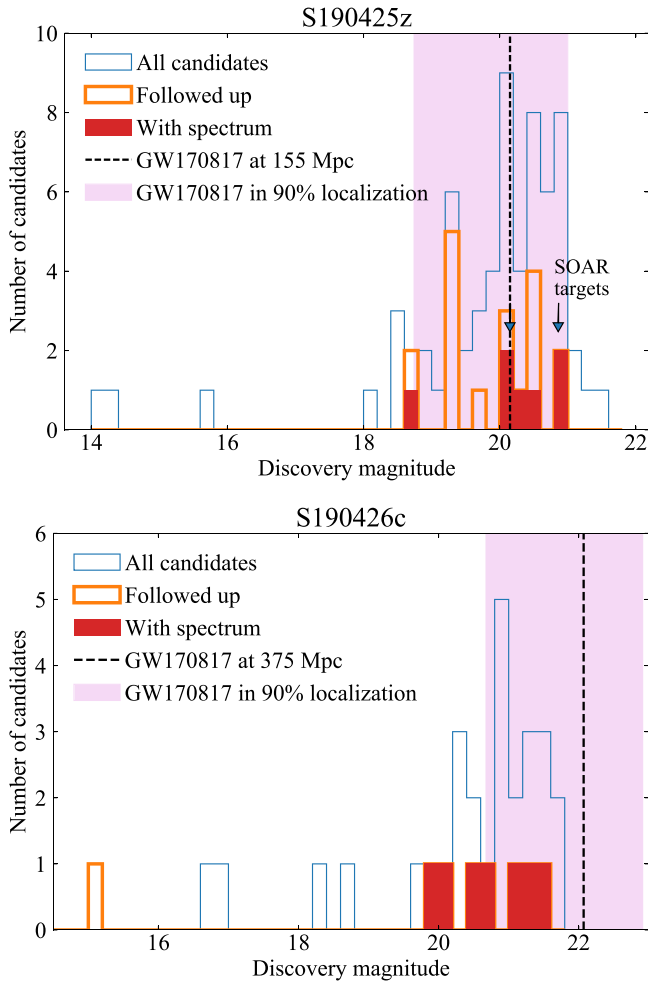 S190425z
10
8
6
4
2
0
Number of candidates
All candidates
Followed up
With spectrum
GW170817 at 155 Mpc
GW170817 in 90% localization
SOAR
targets
14
16
18
20
22
Discovery magnitude
S190426c
6
5
4
3
2
1
0
Number of candidates
All candidates
Followed up
With spectrum
GW170817 at 375 Mpc
GW170817 in 90% localization
16
18
20
22
Discovery magnitude